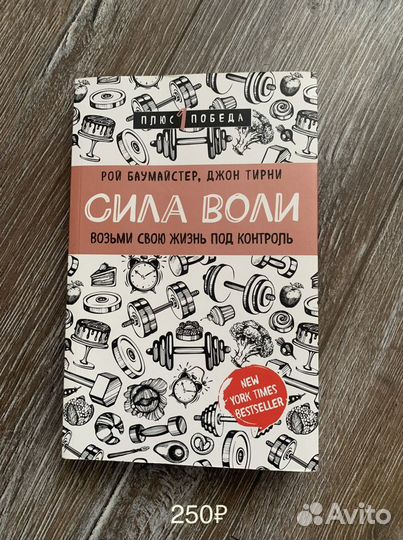 ПЛЮС 1 ПОБЕДА
РОЙ БАУМАЙСТЕР, ДЖОН ТИРНИ
СИЛА ВОЛИ
ВОЗЬМИ СВОЮ ЖИЗНЬ ПОД КОНТРОЛЬ
NEW
YORK TIMES
BESTSELLER
250₽
Avito